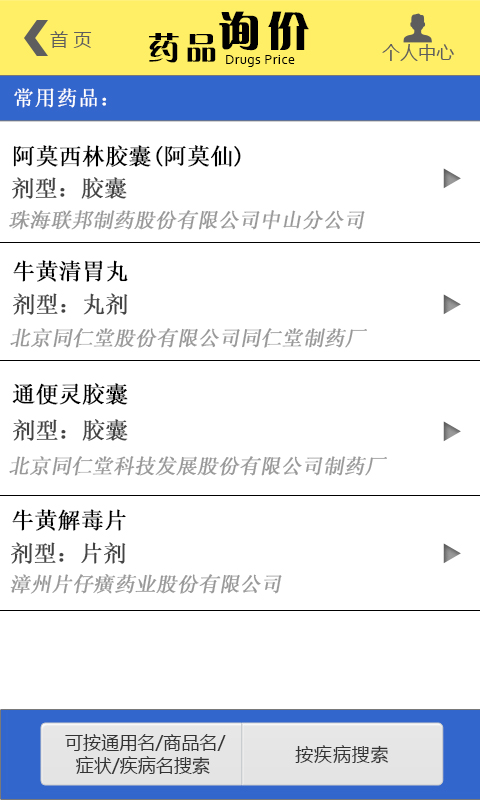 首页
药品询价
Drugs Price
个人中心
常用药品：
阿莫西林胶囊(阿莫仙)
剂型：胶囊
珠海联邦制药股份有限公司中山分公司
牛黄清胃丸
剂型：丸剂
北京同仁堂股份有限公司同仁堂制药厂
通便灵胶囊
剂型：胶囊
北京同仁堂科技发展股份有限公司制药厂
牛黄解毒片
剂型：片剂
漳州片仔癀药业股份有限公司
可按通用名/商品名/
症状/疾病名搜索
按疾病搜索